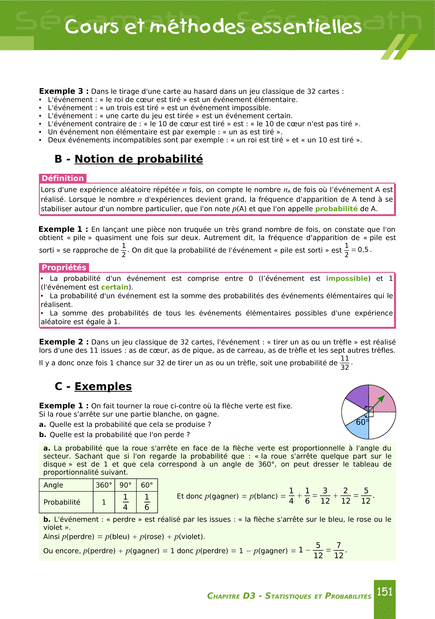 Sésamath Sésamath
Cours et méthodes essentielles
Exemple 3 : Dans le tirage d'une carte au hasard dans un jeu classique de 32 cartes :
• L'événement : « le roi de cœur est tiré » est un événement élémentaire.
• L'événement : « un trois est tiré » est un événement impossible.
• L'événement : « une carte du jeu est tirée » est un événement certain.
• L'événement contraire de : « le 10 de cœur est tiré » est : « le 10 de cœur n'est pas tiré ».
• Un événement non élémentaire est par exemple : « un as est tiré ».
• Deux événements incompatibles sont par exemple : « un roi est tiré » et « un 10 est tiré ».
B - Notion de probabilité
Définition
Lors d'une expérience aléatoire répétée n fois, on compte le nombre nA de fois où l'événement A est
réalisé. Lorsque le nombre n d'expériences devient grand, la fréquence d'apparition de A tend à se
stabiliser autour d'un nombre particulier, que l'on note p(A) et que l'on appelle probabilité de A.
Exemple 1 : En lançant une pièce non truquée un très grand nombre de fois, on constate que l'on
obtient « pile » quasiment une fois sur deux. Autrement dit, la fréquence d'apparition de « pile est
sorti » se rapproche de 1/2. On dit que la probabilité de l'événement « pile est sorti » est 1/2 = 0,5.
Propriétés
• La probabilité d'un événement est comprise entre 0 (l'événement est impossible) et 1
(l'événement est certain).
• La probabilité d'un événement est la somme des probabilités des événements élémentaires qui le
réalisent.
• La somme des probabilités de tous les événements élémentaires possibles d'une expérience
aléatoire est égale à 1.
Exemple 2 : Dans un jeu classique de 32 cartes, l'événement : « tirer un as ou un trèfle » est réalisé
lors d'une des 11 issues : as de cœur, as de pique, as de carreau, as de trèfle et les sept autres trèfles.
Il y a donc onze fois 1 chance sur 32 de tirer un as ou un trèfle, soit une probabilité de 11/32.
C - Exemples
Exemple 1 : On fait tourner la roue ci-contre où la flèche verte est fixe.
Si la roue s'arrête sur une partie blanche, on gagne.
a. Quelle est la probabilité que cela se produise ?
b. Quelle est la probabilité que l'on perde ?
60°
a. La probabilité que la roue s'arrête en face de la flèche verte est proportionnelle à l'angle du
secteur. Sachant que si l'on regarde la probabilité que : « la roue s'arrête quelque part sur le
disque » est de 1 et que cela correspond à un angle de 360°, on peut dresser le tableau de
proportionnalité suivant.
Angle 360° 90° 60°
Probabilité 1 1/4 1/6
Et donc p(gagner) = p(blanc) = 1/4 + 1/6 = 3/12 + 2/12 = 5/12.
b. L'événement : « perdre » est réalisé par les issues : « la flèche s'arrête sur le bleu, le rose ou le
violet ».
Ainsi p(perdre) = p(bleu) + p(rose) + p(violet).
Ou encore, p(perdre) + p(gagner) = 1 donc p(perdre) = 1 − p(gagner) = 1 − 5/12 = 7/12.
CHAPITRE D3 - STATISTIQUES ET PROBABILITÉS 151